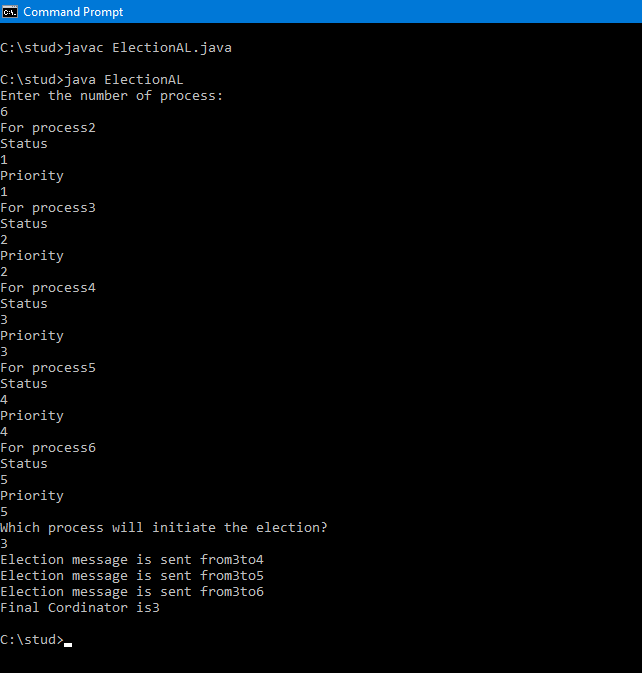 Command Prompt
C:\stud>javac ElectionAL.java
C:\stud>java ElectionAL
Enter the number of process:
6
For process2
Status
1
Priority
1
For process3
Status
2
Priority
2
For process4
Status
3
Priority
3
For process5
Status
4
Priority
4
For process6
Status
5
Priority
5
Which process will initiate the election?
3
Election message is sent from3to4
Election message is sent from3to5
Election message is sent from3to6
Final Cordinator is3
C:\stud>